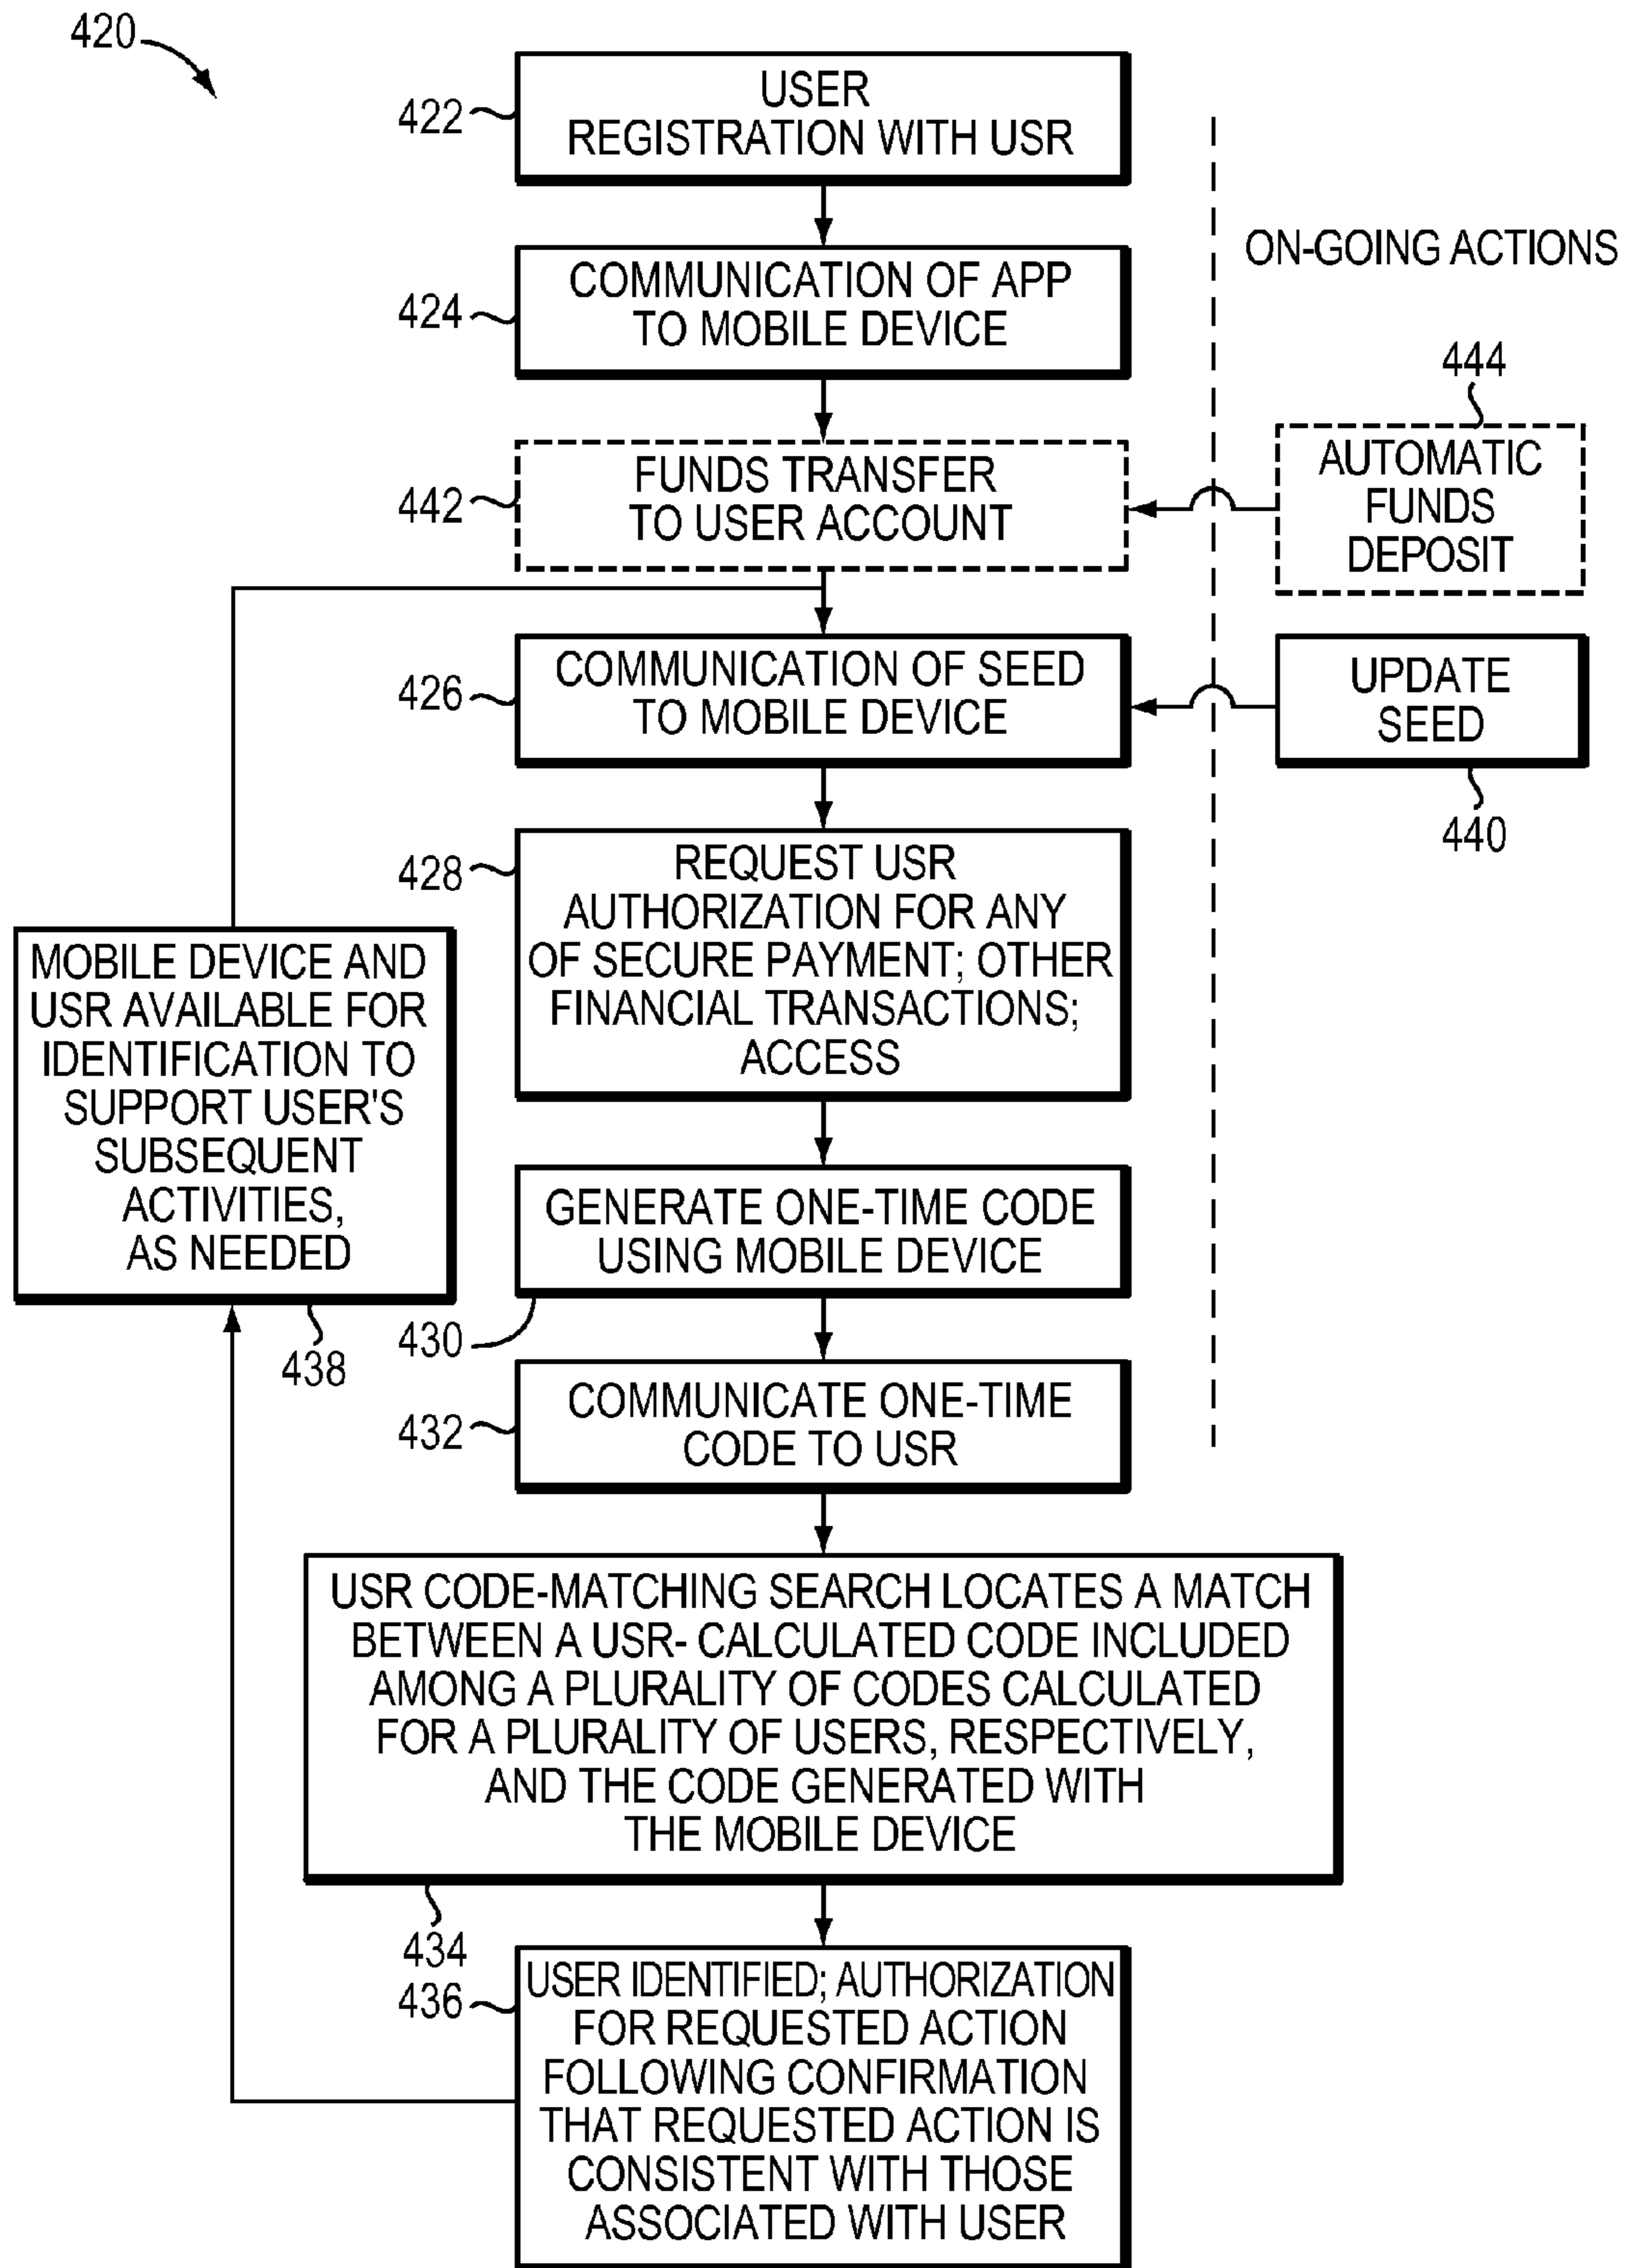 420
422
USER
REGISTRATION WITH USR
ON-GOING ACTIONS
424
COMMUNICATION OF APP
TO MOBILE DEVICE
442
FUNDS TRANSFER
TO USER ACCOUNT
444
AUTOMATIC
FUNDS
DEPOSIT
426
COMMUNICATION OF SEED
TO MOBILE DEVICE
UPDATE
SEED
440
428
REQUEST USR
AUTHORIZATION FOR ANY
OF SECURE PAYMENT; OTHER
FINANCIAL TRANSACTIONS;
ACCESS
MOBILE DEVICE AND
USR AVAILABLE FOR
IDENTIFICATION TO
SUPPORT USER'S
SUBSEQUENT
ACTIVITIES,
AS NEEDED
438
GENERATE ONE-TIME CODE
USING MOBILE DEVICE
430
432
COMMUNICATE ONE-TIME
CODE TO USR
USR CODE-MATCHING SEARCH LOCATES A MATCH
BETWEEN A USR- CALCULATED CODE INCLUDED
AMONG A PLURALITY OF CODES CALCULATED
FOR A PLURALITY OF USERS, RESPECTIVELY,
AND THE CODE GENERATED WITH
THE MOBILE DEVICE
434
436
USER IDENTIFIED; AUTHORIZATION
FOR REQUESTED ACTION
FOLLOWING CONFIRMATION
THAT REQUESTED ACTION IS
CONSISTENT WITH THOSE
ASSOCIATED WITH USER